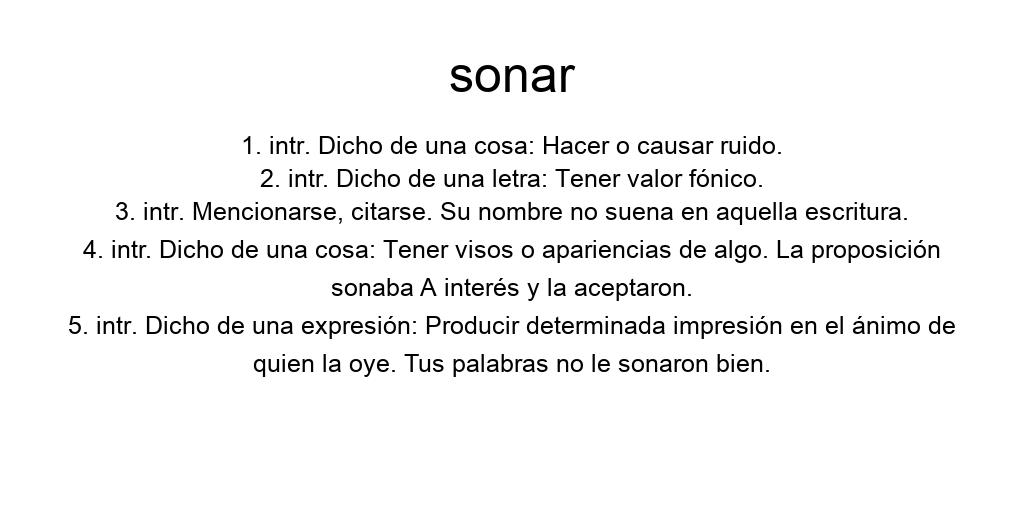 sonar
1. intr. Dicho de una cosa: Hacer o causar ruido.
2. intr. Dicho de una letra: Tener valor fónico.
3. intr. Mencionarse, citarse. Su nombre no suena en aquella escritura.
4. intr. Dicho de una cosa: Tener visos o apariencias de algo. La proposición
sonaba A interés y la aceptaron.
5. intr. Dicho de una expresión: Producir determinada impresión en el ánimo de
quien la oye. Tus palabras no le sonaron bien.